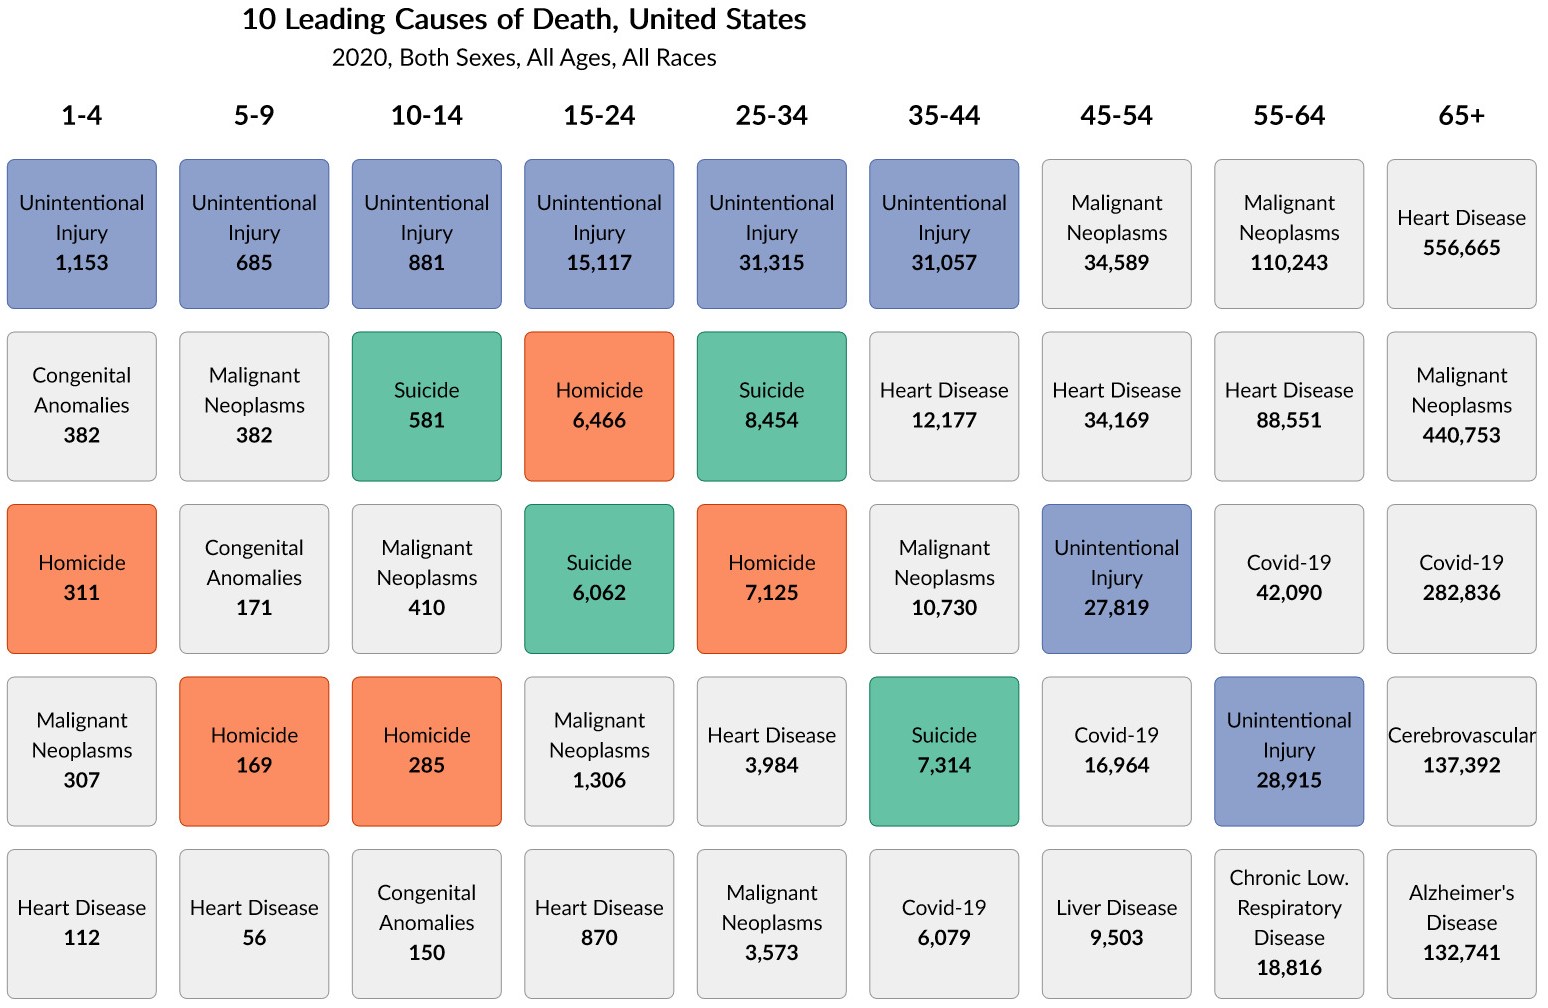 10 Leading Causes of Death, United States
2020, Both Sexes, All Ages, All Races
1-4
5-9
10-14
15-24
25-34
35-44
45-54
55-64
65+
Unintentional
Injury
1,153
Unintentional
Injury
685
Unintentional
Injury
881
Unintentional
Injury
15,117
Unintentional
Injury
31,315
Unintentional
Injury
31,057
Malignant
Neoplasms
34,589
Malignant
Neoplasms
110,243
Heart Disease
556,665
Congenital
Anomalies
382
Malignant
Neoplasms
382
Suicide
581
Homicide
6,466
Suicide
8,454
Heart Disease
12,177
Heart Disease
34,169
Heart Disease
88,551
Malignant
Neoplasms
440,753
Homicide
311
Congenital
Anomalies
171
Malignant
Neoplasms
410
Suicide
6,062
Homicide
7,125
Malignant
Neoplasms
10,730
Unintentional
Injury
27,819
Covid-19
42,090
Covid-19
282,836
Malignant
Neoplasms
307
Homicide
169
Homicide
285
Malignant
Neoplasms
1,306
Heart Disease
3,984
Suicide
7,314
Covid-19
16,964
Unintentional
Injury
28,915
Cerebrovascular
137,392
Heart Disease
112
Heart Disease
56
Congenital
Anomalies
150
Heart Disease
870
Malignant
Neoplasms
3,573
Covid-19
6,079
Liver Disease
9,503
Chronic Low.
Respiratory
Disease
18,816
Alzheimer's
Disease
132,741